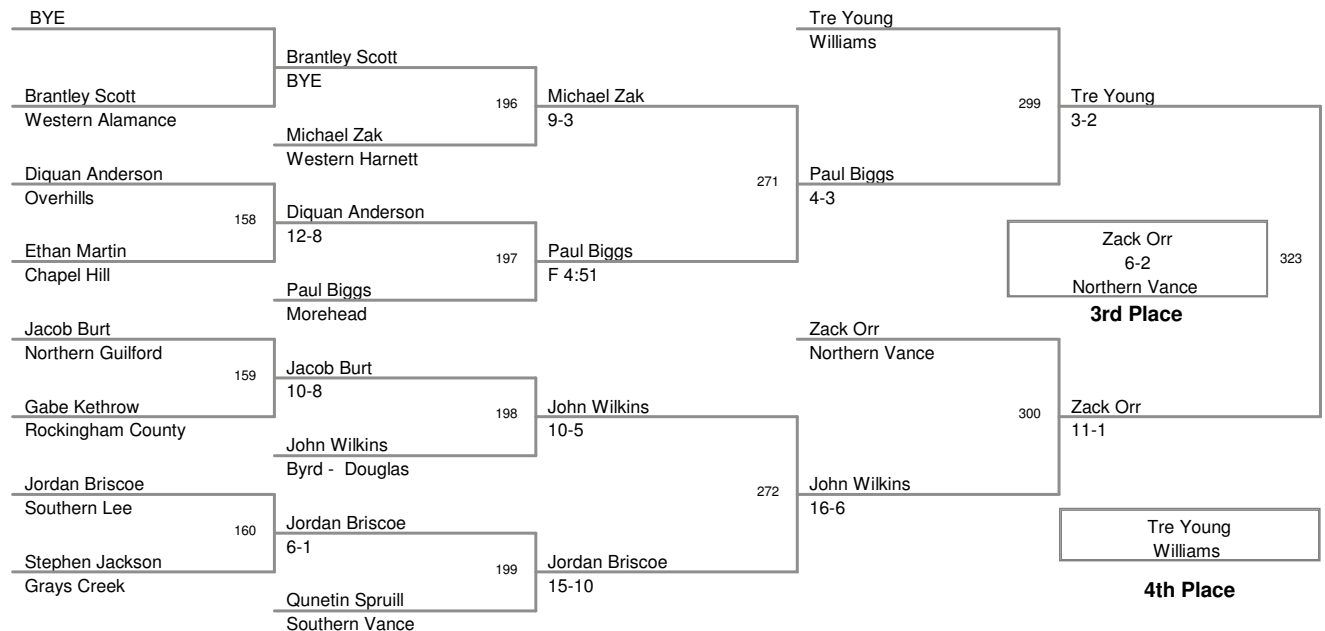 BYE
Brantley Scott
Western Alamance
Diquan Anderson
Overhills
158
Ethan Martin
Chapel Hill
Jacob Burt
Northern Guilford
159
Gabe Kethrow
Rockingham County
Jordan Briscoe
Southern Lee
160
Stephen Jackson
Grays Creek
Brantley Scott
BYE
196
Michael Zak
Western Harnett
Diquan Anderson
12-8
197
Paul Biggs
Morehead
Jacob Burt
10-8
198
John Wilkins
Byrd - Douglas
Jordan Briscoe
6-1
199
Qunetin Spruill
Southern Vance
Michael Zak
9-3
271
Paul Biggs
F 4:51
John Wilkins
10-5
272
Jordan Briscoe
15-10
Tre Young
Williams
299
Paul Biggs
4-3
Zack Orr
Northern Vance
300
John Wilkins
16-6
Tre Young
3-2
323
Zack Orr
11-1
Zack Orr
6-2
Northern Vance
3rd Place
Tre Young
Williams
4th Place